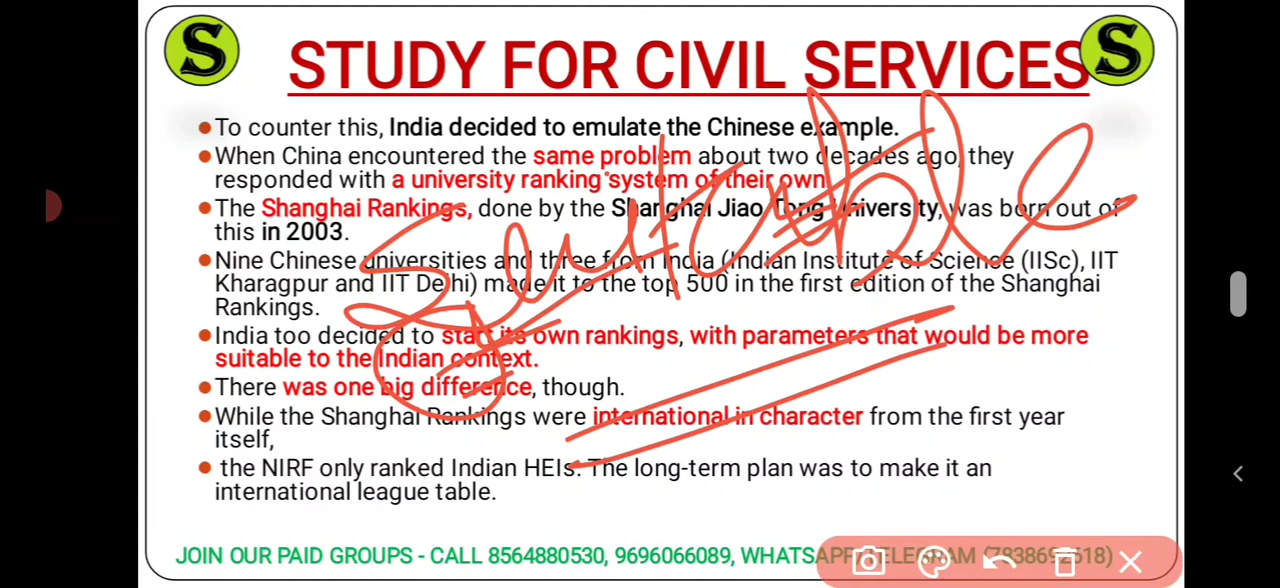 S STUDY FOR CIVIL SERVICES S
To counter this, India decided to emulate the Chinese example.
When China encountered the same problem about two decades ago, they
responded with a university ranking system of their own.
The Shanghai Rankings, done by the Shanghai Jiao Tong University, was born out of
this in 2003.
Nine Chinese universities and three from India (Indian Institute of Science (IISc), IIT
Kharagpur and IIT Delhi) made it to the top 500 in the first edition of the Shanghai
Rankings.
India too decided to start its own rankings, with parameters that would be more
suitable to the Indian context.
There was one big difference, though.
While the Shanghai Rankings were international in character from the first year
itself,
the NIRF only ranked Indian HEIs. The long-term plan was to make it an
international league table.
Suitable
JOIN OUR PAID GROUPS - CALL 8564880530, 9696066089, WHATSAPP/TELEGRAM